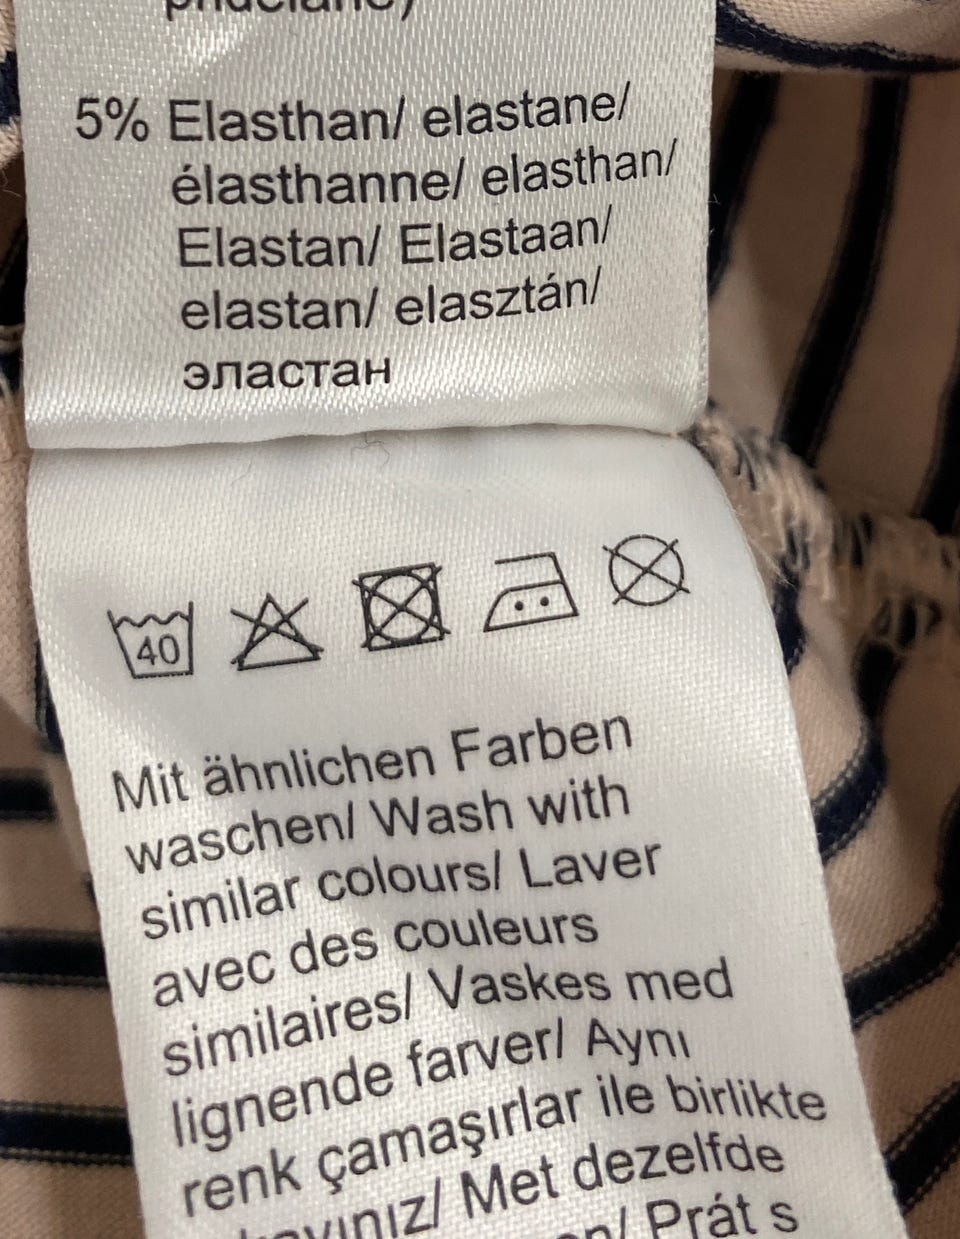 5% Elasthan/ elastane/
élasthanne/ elasthan/
Elastan/ Elastaan/
elastan/ elasztán/
эластан
40
Mit ähnlichen Farben
waschen/ Wash with
similar colours/ Laver
avec des couleurs
similaires/ Vaskes med
lignende farver/ Aynı
renk çamaşırlar ile birlikte
Met dezelfde
Prát s